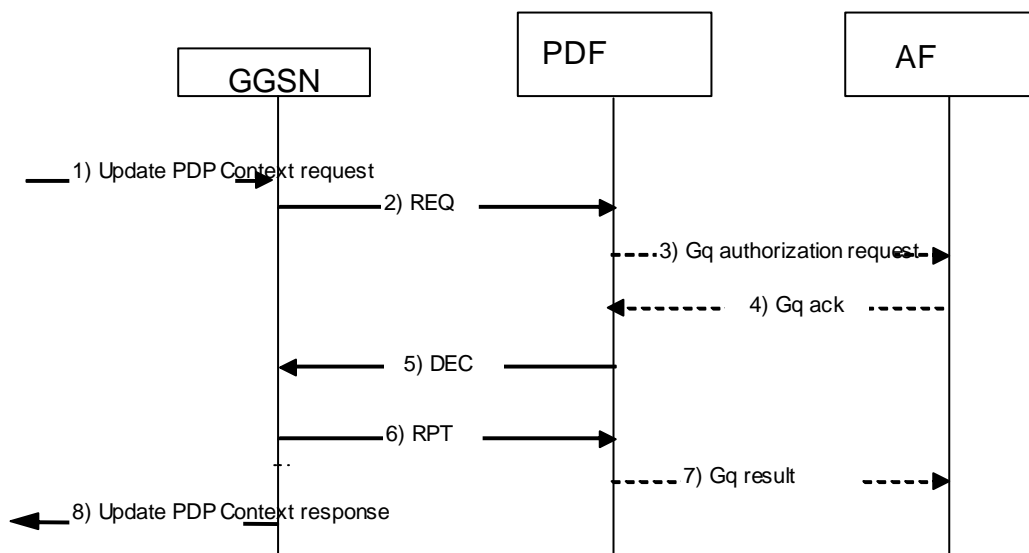 PDF
AF
GGSN
1) Update PDP Context request
2) REQ
3) Gq authorization request
4) Gq ack
5) DEC
6) RPT
7) Gq result
8) Update PDP Context response